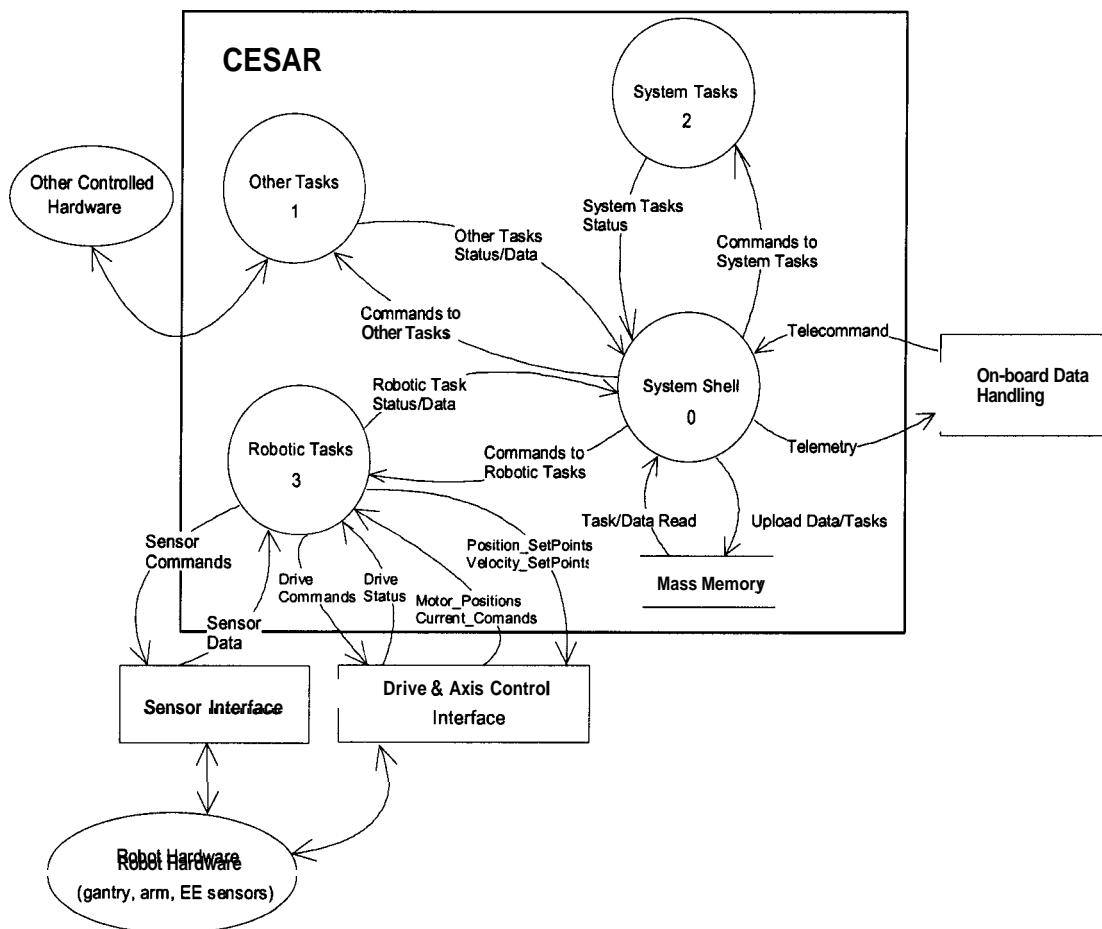 CESAR
System Tasks
2
Other Tasks
1
Other Controlled
Hardware
System Tasks
Status
Other Tasks
Status/Data
Commands to
System Tasks
Commands to
Other Tasks
Telecommand
Robotic Task
Status/Data
System Shell
0
On-board Data
Handling
Robotic Tasks
3
Commands to
Robotic Tasks
Telemetry
Task/Data Read
Upload Data/Tasks
Sensor
Commands
Position_SetPoints
Velocity_SetPoints
Drive
Commands
Drive
Status
Mass Memory
Motor_Positions
Current_Comands
Sensor
Data
Sensor Interface
Drive & Axis Control
Interface
Robot Hardware
Robot Hardware
(gantry, arm, EE sensors)